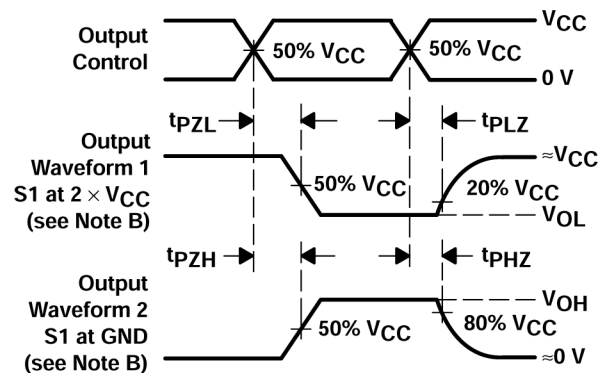 VCC
Output
Control
50% VCC
50% VCC
0 V
tPZL
tPLZ
Output
Waveform 1
S1 at 2 × VCC
(see Note B)
≈VCC
50% VCC
20% VCC
VOL
tPZH
tPHZ
Output
Waveform 2
S1 at GND
(see Note B)
VOH
50% VCC
80% VCC
≈0 V